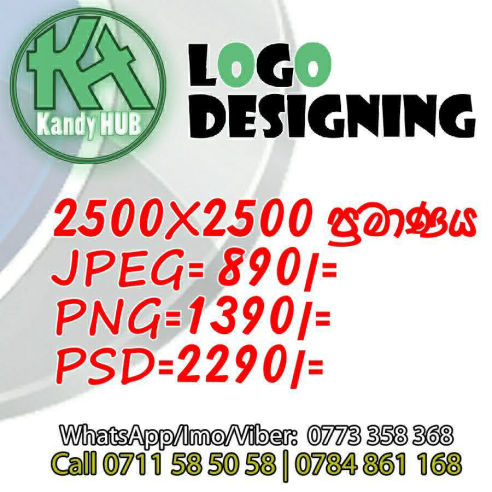 KA
Kandy HUB
LOGO
DESIGNING
2500X2500 ප්‍රමාණය
JPEG= 890/=
PNG=1390/=
PSD=2290/=
WhatsApp/Imo/Viber: 0773 358 368
Call 0711 58 50 58 | 0784 861 168